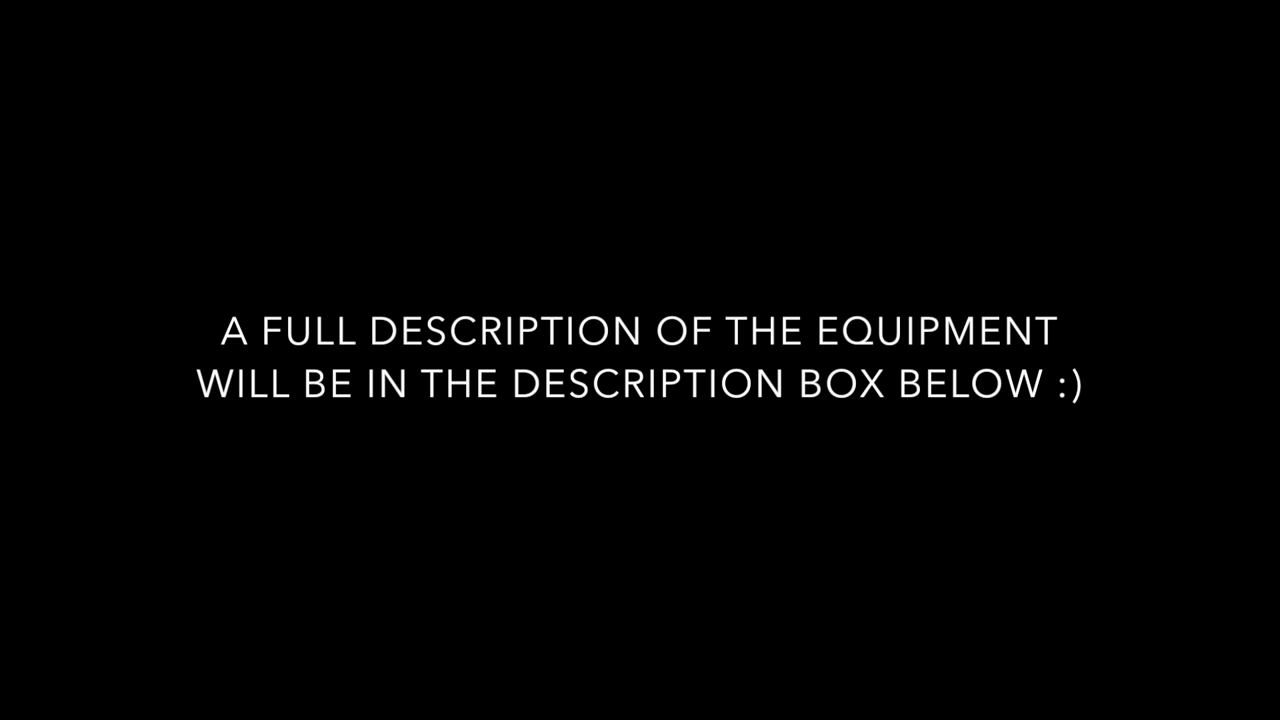 A FULL DESCRIPTION OF THE EQUIPMENT
WILL BE IN THE DESCRIPTION BOX BELOW :)